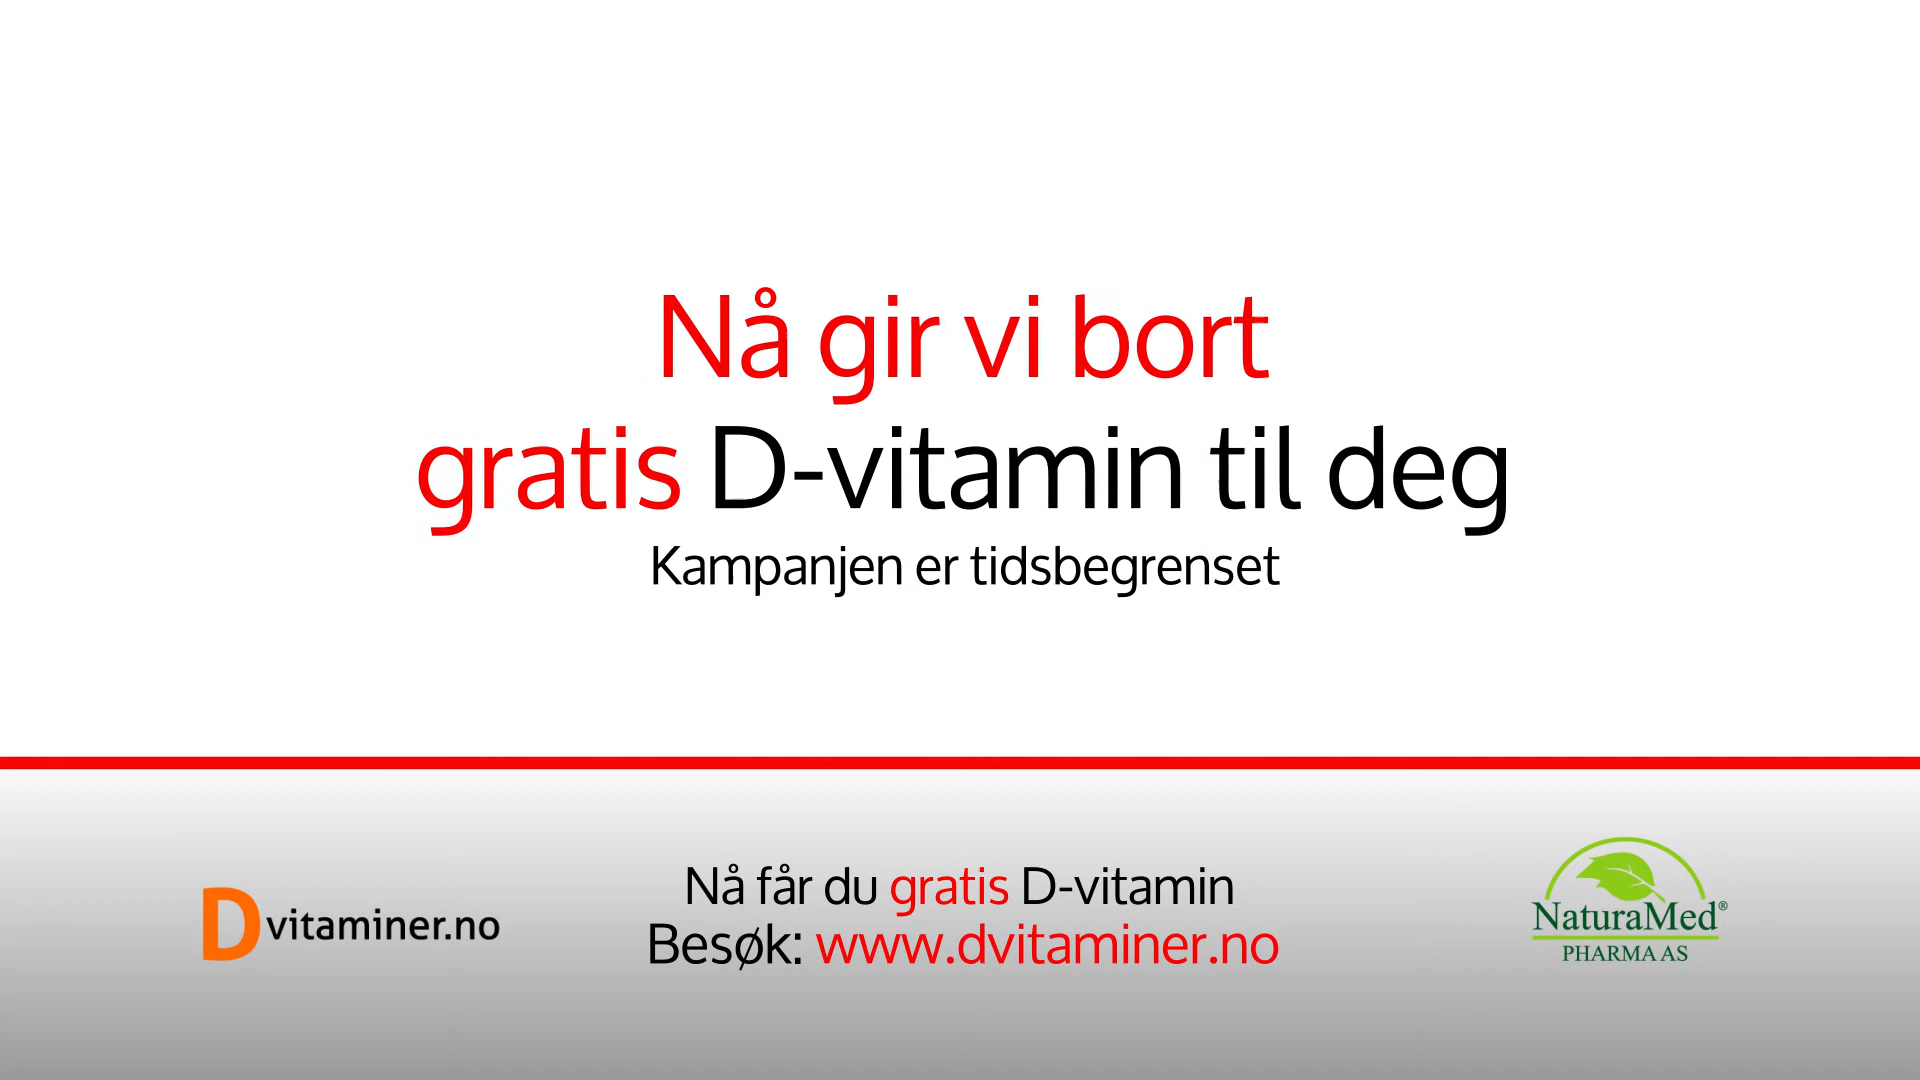 Nå gir vi bort
gratis D-vitamin til deg
Kampanjen er tidsbegrenset
Nå får du gratis D-vitamin
Besøk: www.dvitaminer.no
Dvitaminer.no
NaturaMed®
PHARMA AS